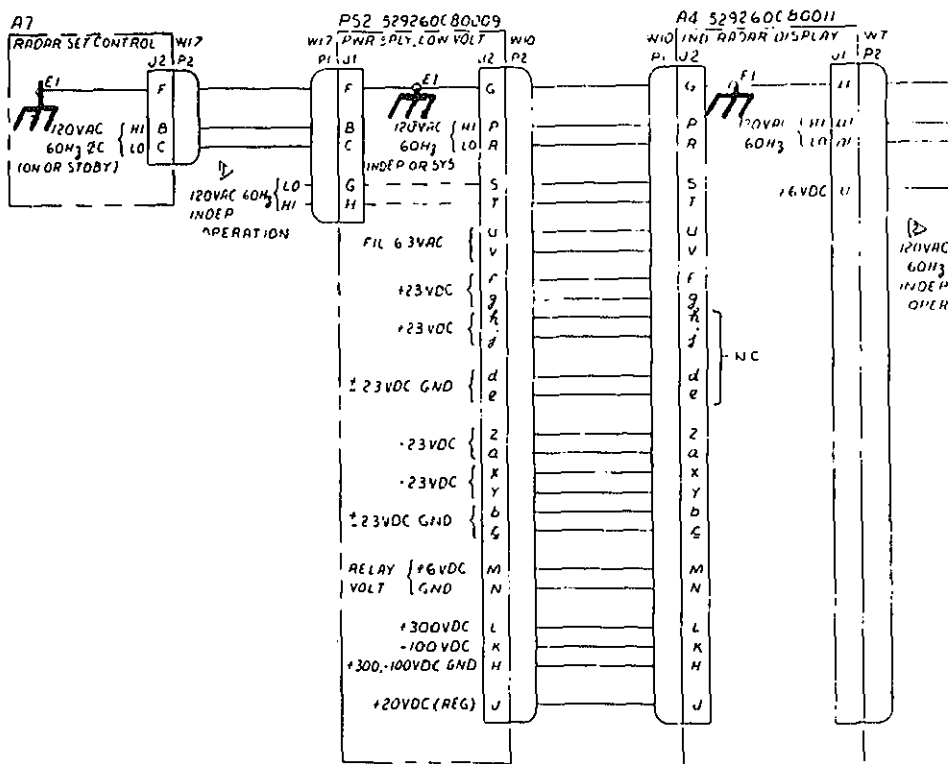 A7
RADAR SET CONTROL
W17
J2 P2
E1
F
120VAC
60Hz 2C
(ON OR STDBY)
HI
LO
B
C
120VAC 60Hz
INDEP
OPERATION
LO
HI
PS2 529260C80009
PWR SPLY, LOW VOLT
W17
W10
P1 J1
J2 P2
F
E1
G
B
C
120VAC
60Hz
INDEP OR SYS
HI
LO
P
R
G
H
S
T
FIL 6 3VAC
U
V
+23VDC
f
g
+23VDC
h
j
±23VDC GND
d
e
-23VDC
Z
a
-23VDC
X
Y
±23VDC GND
b
c
RELAY
VOLT
+6VDC
GND
M
N
+300VDC
L
-100VDC
K
+300,-100VDC GND
H
+20VDC (REG)
J
A4 529260C80011
IND RADAR DISPLAY
W10
W7
P1 J2
J1 P2
G
E1
P
R
120VAC
60Hz
HI
LO
S
T
+6VDC
U
V
f
g
h
j
NC
d
e
Z
a
X
Y
b
c
M
N
L
K
H
J
120VAC
60Hz
INDEP
OPER